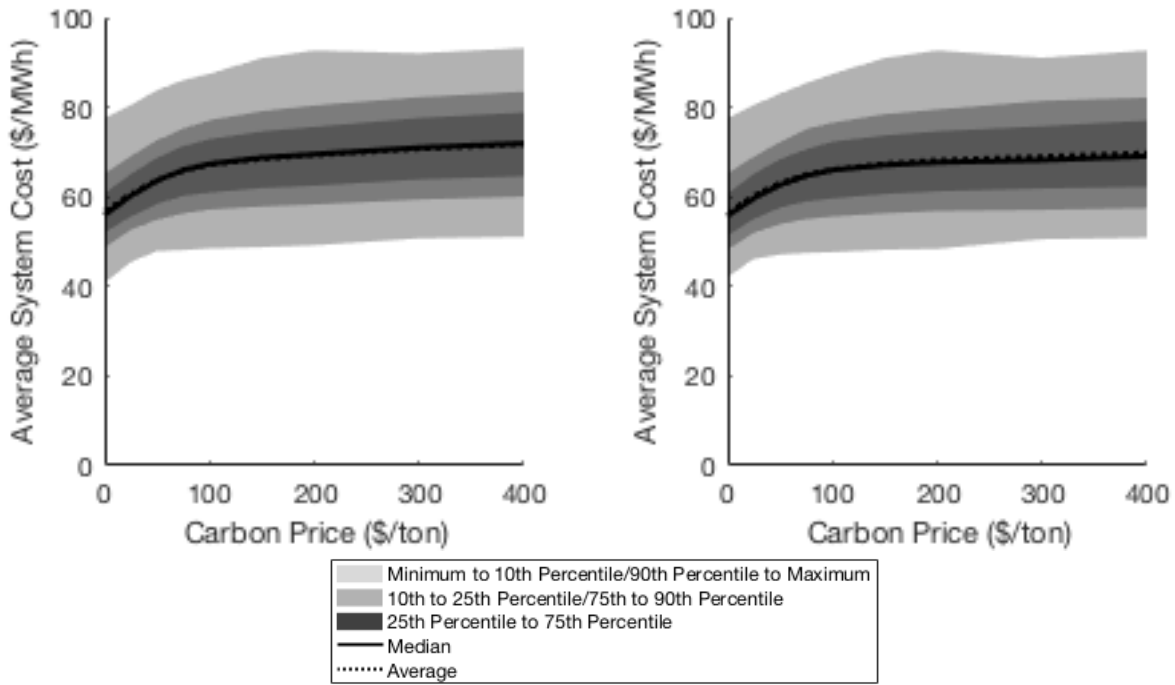 100
80
60
40
20
0
Average System Cost ($/MWh)
0 100 200 300 400
Carbon Price ($/ton)
100
80
60
40
20
0
Average System Cost ($/MWh)
0 100 200 300 400
Carbon Price ($/ton)
Minimum to 10th Percentile/90th Percentile to Maximum
10th to 25th Percentile/75th to 90th Percentile
25th Percentile to 75th Percentile
Median
Average